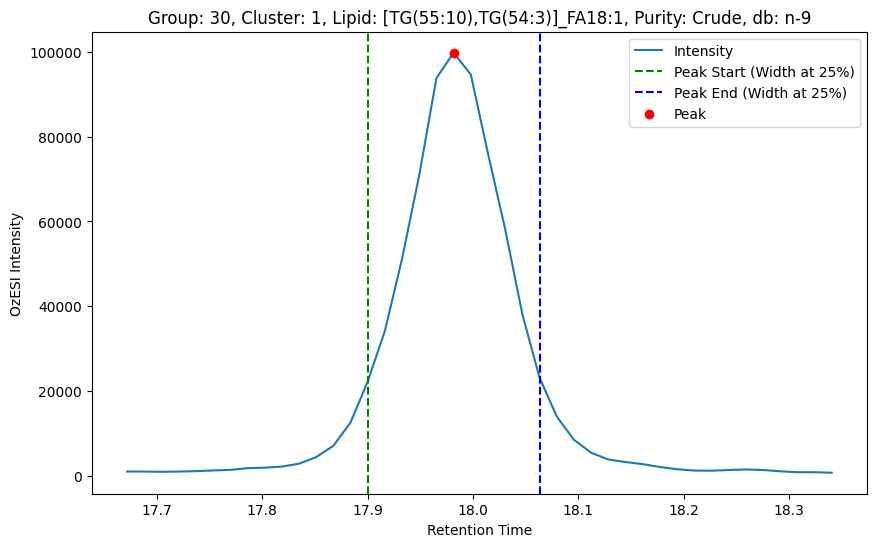 Group: 30, Cluster: 1, Lipid: [TG(55:10),TG(54:3)]_FA18:1, Purity: Crude, db: n-9
Intensity
Peak Start (Width at 25%)
Peak End (Width at 25%)
Peak
OzESI Intensity
100000
80000
60000
40000
20000
0
17.7 17.8 17.9 18.0 18.1 18.2 18.3
Retention Time